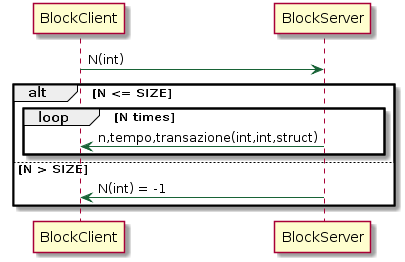 BlockClient BlockServer
N(int)
alt [N <= SIZE]
loop [N times]
n,tempo,transazione(int,int,struct)
[N > SIZE]
N(int) = -1
BlockClient BlockServer